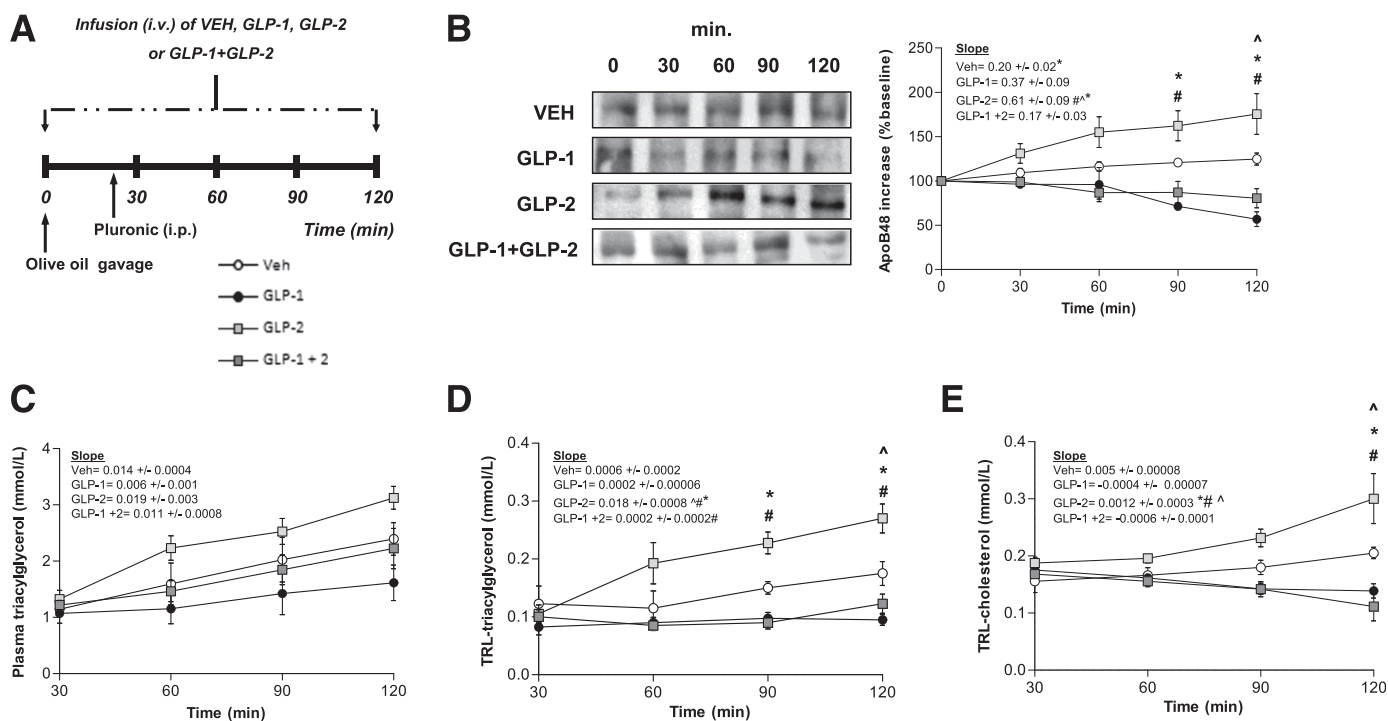 A
Infusion (i.v.) of VEH, GLP-1, GLP-2
or GLP-1+GLP-2
0 30 60 90 120
Pluronic (i.p.)
Time (min)
Olive oil gavage
Veh
GLP-1
GLP-2
GLP-1 + 2
B
min.
0 30 60 90 120
VEH
GLP-1
GLP-2
GLP-1+GLP-2
ApoB48 increase (%baseline)
250
200
150
100
50
0
Slope
Veh= 0.20 +/- 0.02*
GLP-1= 0.37 +/- 0.09
GLP-2= 0.61 +/- 0.09 #^*
GLP-1 +2= 0.17 +/- 0.03
*
#
^
*
#
0 30 60 90 120
Time (min)
C
Plasma triacylglycerol (mmol/L)
4
3
2
1
0
Slope
Veh= 0.014 +/- 0.0004
GLP-1= 0.006 +/- 0.001
GLP-2= 0.019 +/- 0.003
GLP-1 +2= 0.011 +/- 0.0008
30 60 90 120
Time (min)
D
TRL-triacylglycerol (mmol/L)
0.4
0.3
0.2
0.1
0.0
Slope
Veh= 0.0006 +/- 0.0002
GLP-1= 0.0002 +/- 0.00006
GLP-2= 0.018 +/- 0.0008 ^#*
GLP-1 +2= 0.0002 +/- 0.0002#
*
#
^
*
#
30 60 90 120
Time (min)
E
TRL-cholesterol (mmol/L)
0.4
0.3
0.2
0.1
0.0
Slope
Veh= 0.005 +/- 0.00008
GLP-1= -0.0004 +/- 0.00007
GLP-2= 0.0012 +/- 0.0003 *# ^
GLP-1 +2= -0.0006 +/- 0.0001
^
*
#
30 60 90 120
Time (min)